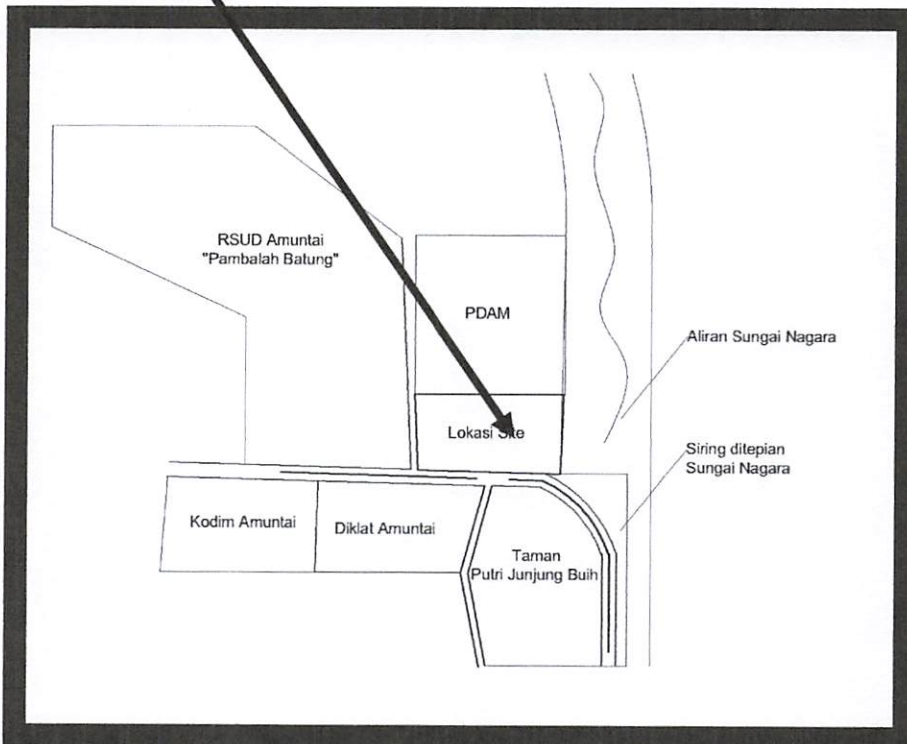 RSUD Amuntai
"Pambalah Batung"
PDAM
Aliran Sungai Nagara
Lokasi Site
Siring ditepian
Sungai Nagara
Kodim Amuntai
Diklat Amuntai
Taman
Putri Junjung Buih